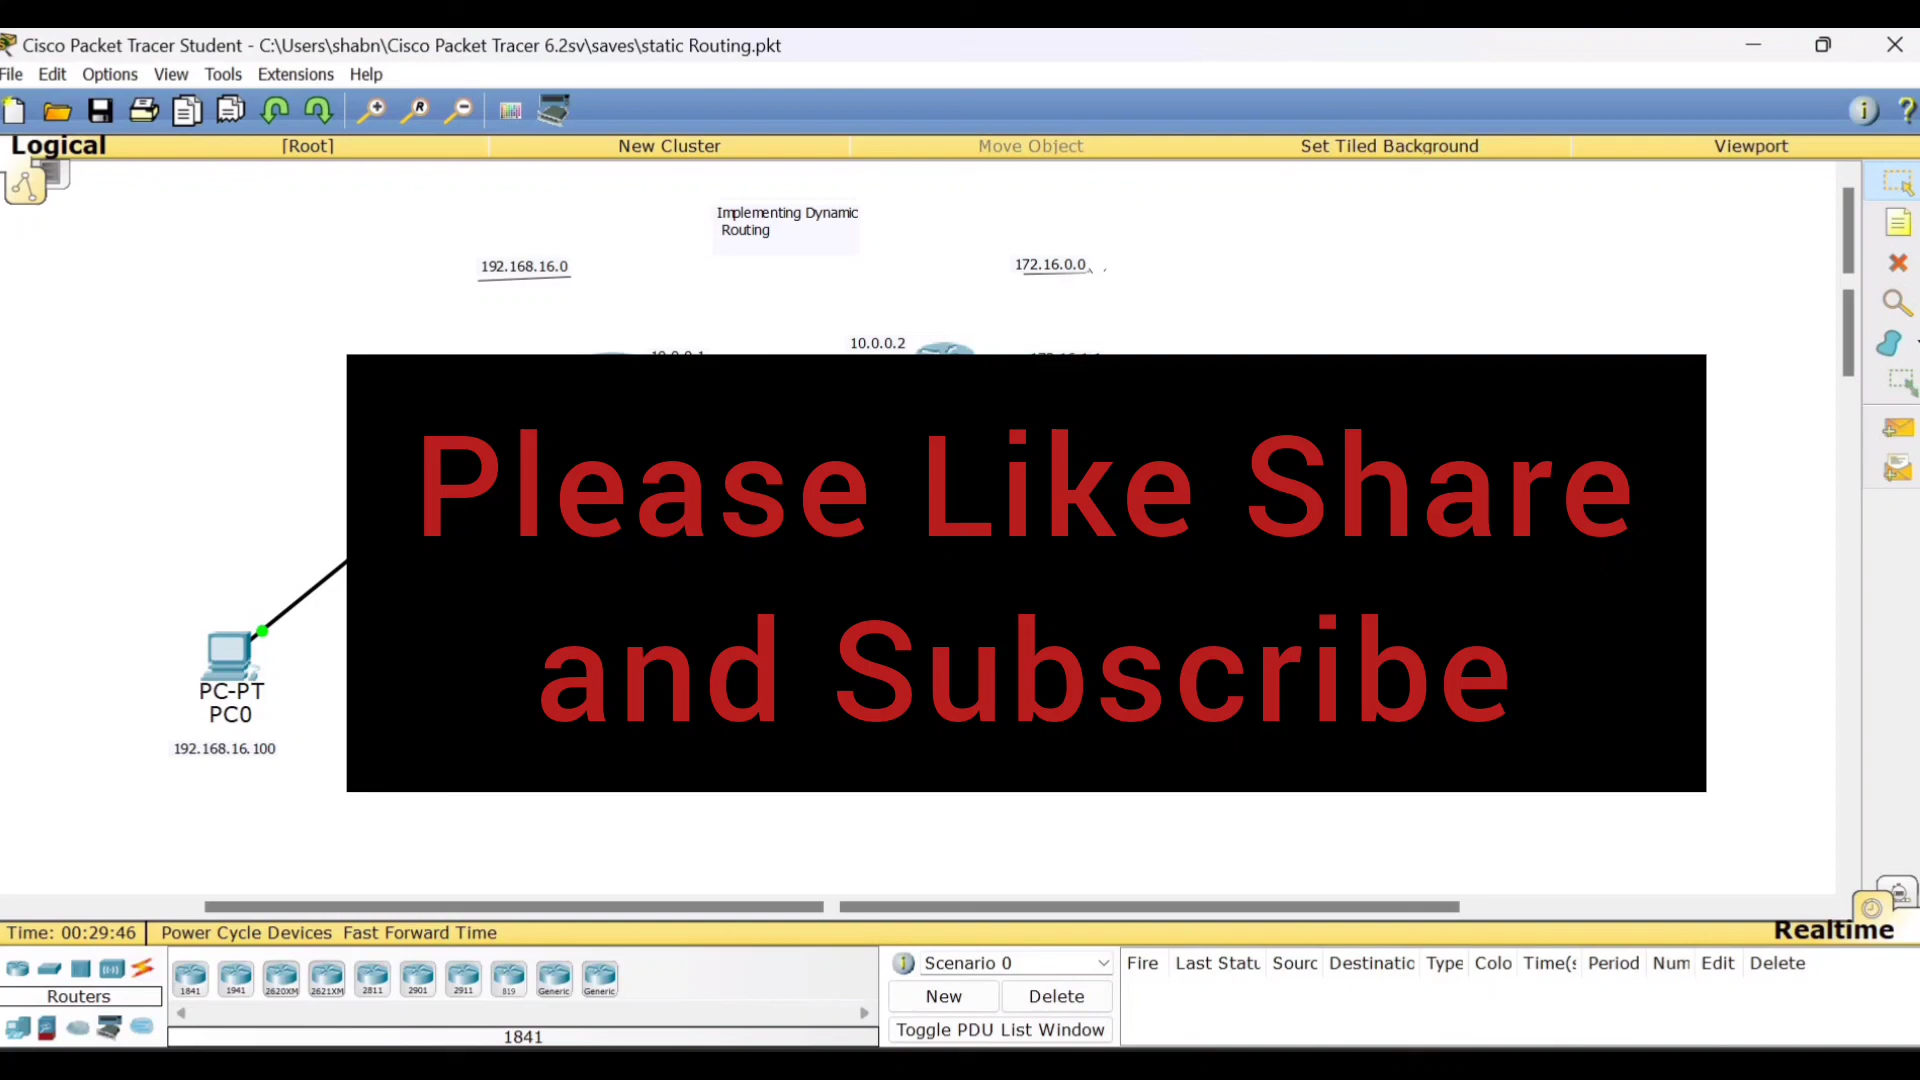 Cisco Packet Tracer Student - C:\Users\shabn\Cisco Packet Tracer 6.2sv\saves\static Routing.pkt
File Edit Options View Tools Extensions Help
Logical [Root] New Cluster Move Object Set Tiled Background Viewport
Implementing Dynamic
Routing
192.168.16.0
172.16.0.0
10.0.0.2
Please Like Share
and Subscribe
PC-PT
PC0
192.168.16.100
Time: 00:29:46 Power Cycle Devices Fast Forward Time
Realtime
Scenario 0
Fire Last Statu Sourc Destinatio Type Colo Time(s Period Num Edit Delete
1841 1941 2620XM 2621XM 2811 2901 2911 819 Generic Generic
Routers
New Delete
Toggle PDU List Window
1841